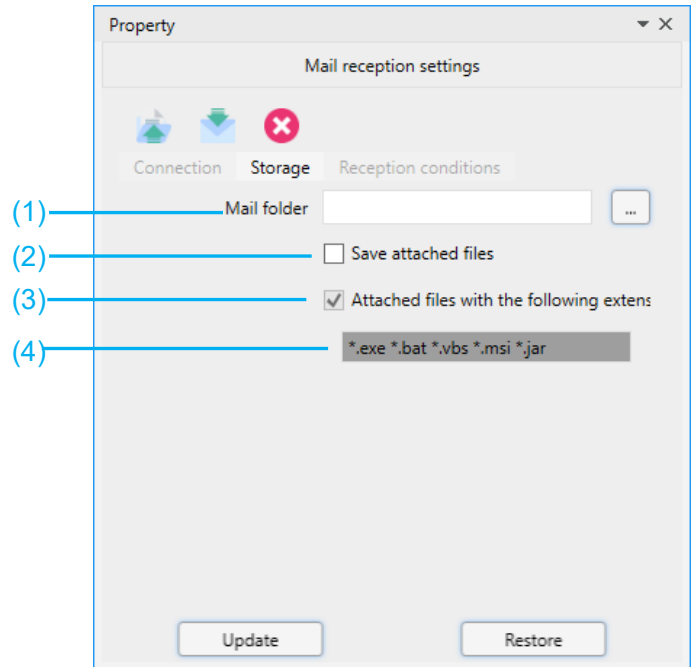 Property
Mail reception settings
Connection Storage Reception conditions
(1) Mail folder ...
(2) Save attached files
(3) Attached files with the following extens
(4) *.exe *.bat *.vbs *.msi *.jar
Update Restore